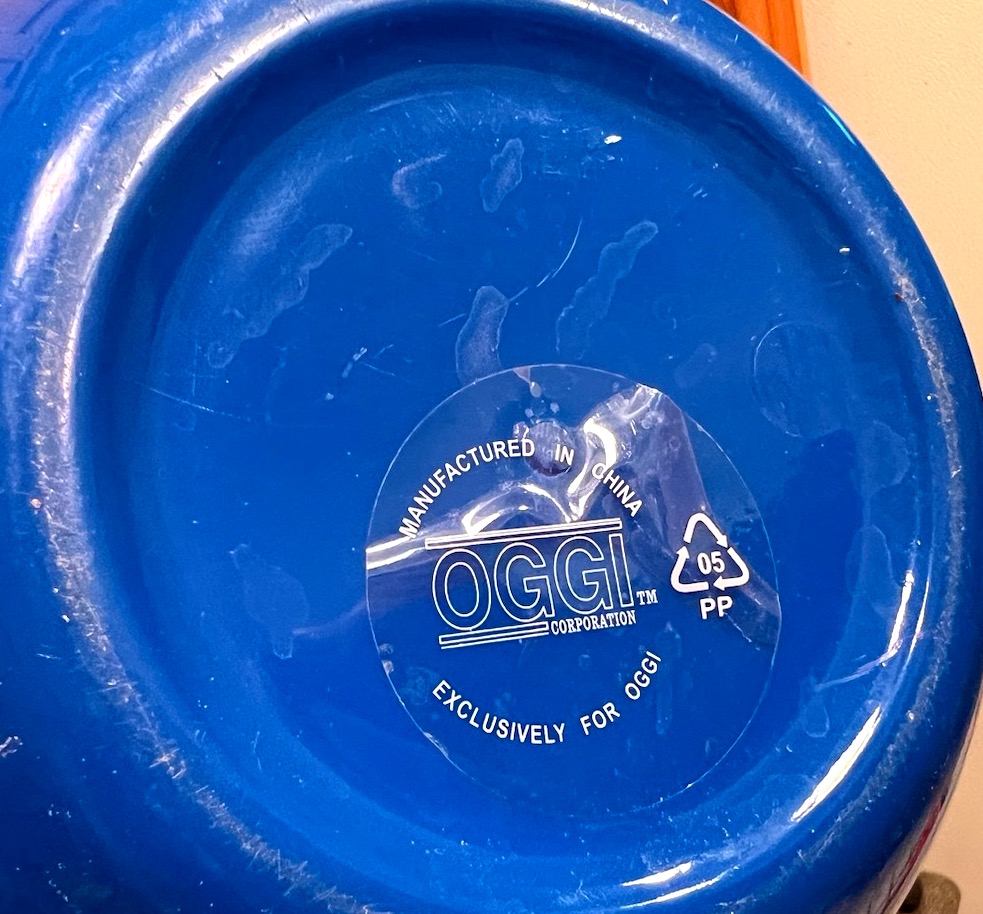 MANUFACTURED IN CHINA
OGGI™
CORPORATION
05
PP
EXCLUSIVELY FOR OGGI